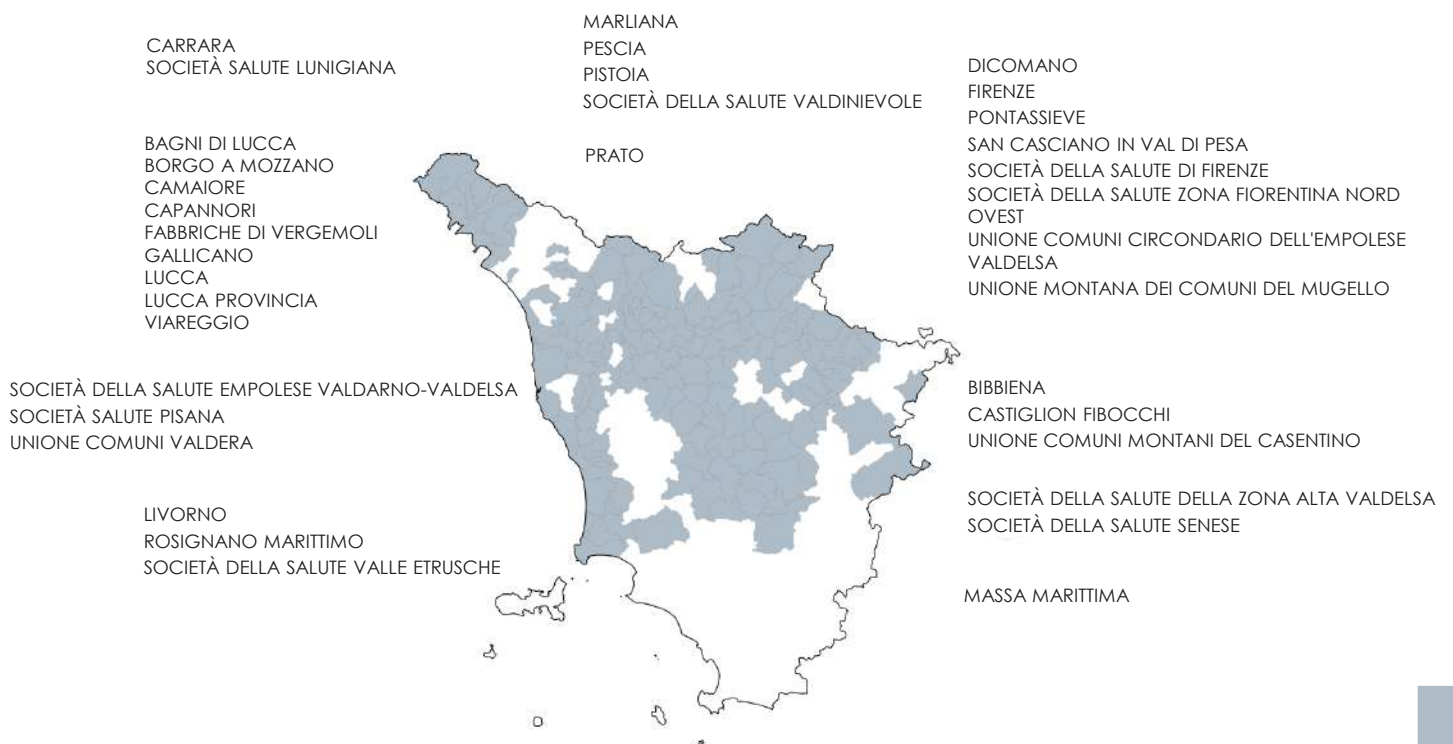 CARRARA
SOCIETÀ SALUTE LUNIGIANA
BAGNI DI LUCCA
BORGO A MOZZANO
CAMAIORE
CAPANNORI
FABBRICHE DI VERGEMOLI
GALLICANO
LUCCA
LUCCA PROVINCIA
VIAREGGIO
SOCIETÀ DELLA SALUTE EMPOLESE VALDARNO-VALDELSA
SOCIETÀ SALUTE PISANA
UNIONE COMUNI VALDERA
LIVORNO
ROSIGNANO MARITTIMO
SOCIETÀ DELLA SALUTE VALLE ETRUSCHE
MARLIANA
PESCIA
PISTOIA
SOCIETÀ DELLA SALUTE VALDINIEVOLE
PRATO
DICOMANO
FIRENZE
PONTASSIEVE
SAN CASCIANO IN VAL DI PESA
SOCIETÀ DELLA SALUTE DI FIRENZE
SOCIETÀ DELLA SALUTE ZONA FIORENTINA NORD
OVEST
UNIONE COMUNI CIRCONDARIO DELL'EMPOLESE
VALDELSA
UNIONE MONTANA DEI COMUNI DEL MUGELLO
BIBBIENA
CASTIGLION FIBOCCHI
UNIONE COMUNI MONTANI DEL CASENTINO
SOCIETÀ DELLA SALUTE DELLA ZONA ALTA VALDELSA
SOCIETÀ DELLA SALUTE SENESE
MASSA MARITTIMA